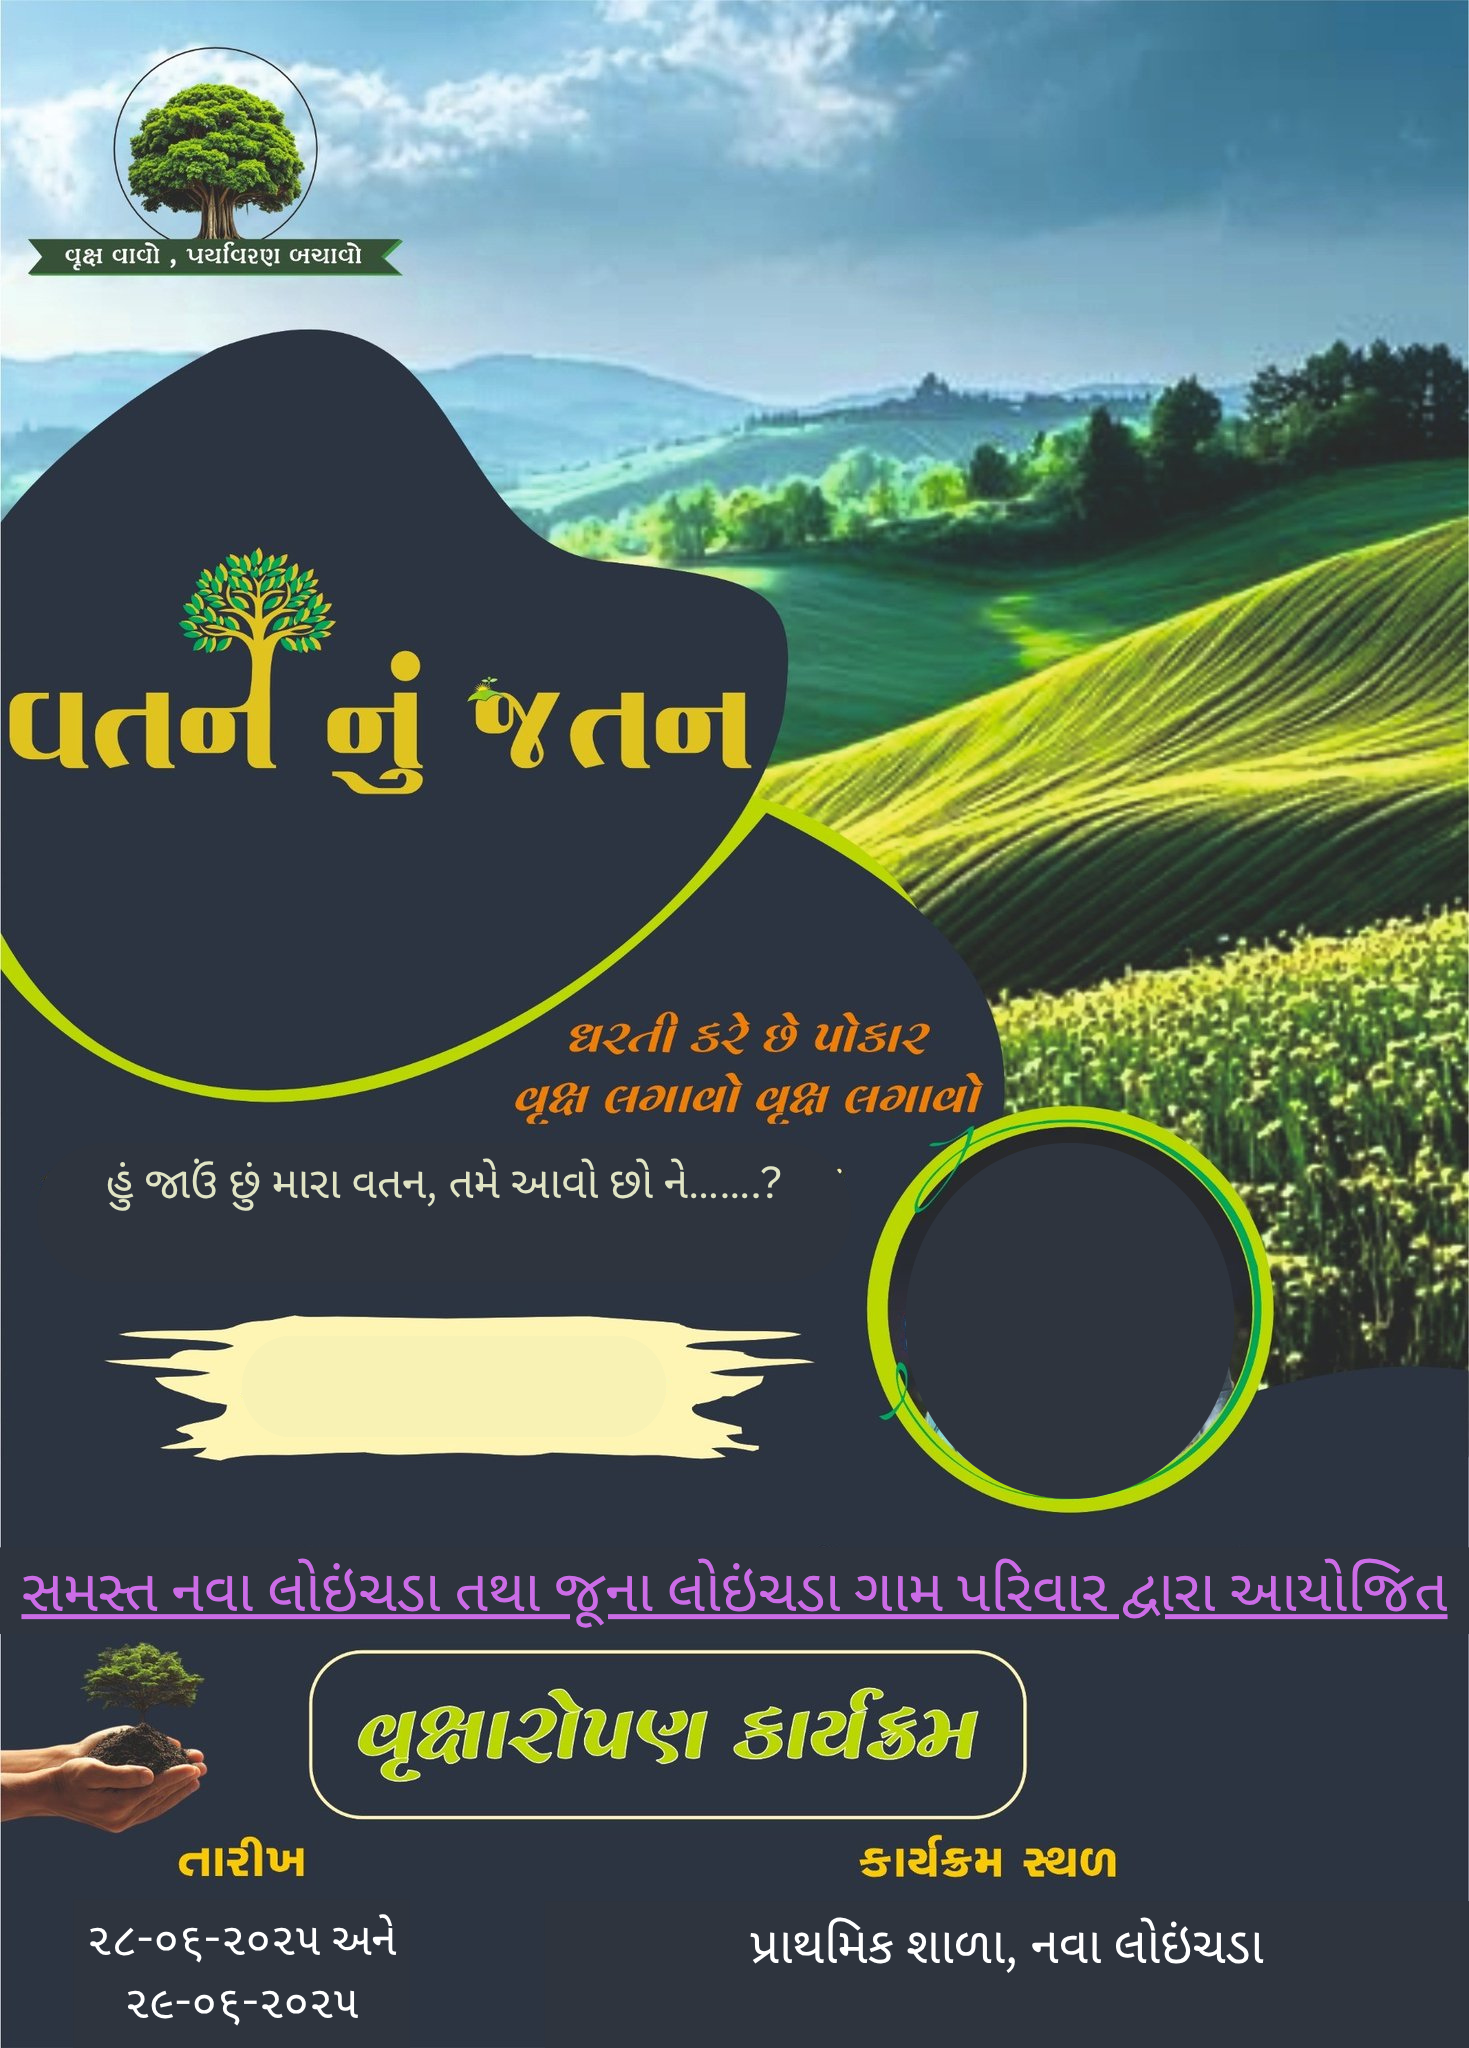 વૃક્ષ વાવો , પર્યાવરણ બચાવો
વતન નું જતન
ધરતી કરે છે પોકાર
વૃક્ષ લગાવો વૃક્ષ લગાવો
હું જાઉં છું મારા વતન, તમે આવો છો ને.......?
સમસ્ત નવા લોઇંચડા તથા જૂના લોઇંચડા ગામ પરિવાર દ્વારા આયોજિત
વૃક્ષારોપણ કાર્યક્રમ
તારીખ
૨૮-૦૬-૨૦૨૫ અને
૨૯-૦૬-૨૦૨૫
કાર્યક્રમ સ્થળ
પ્રાથમિક શાળા, નવા લોઇંચડા